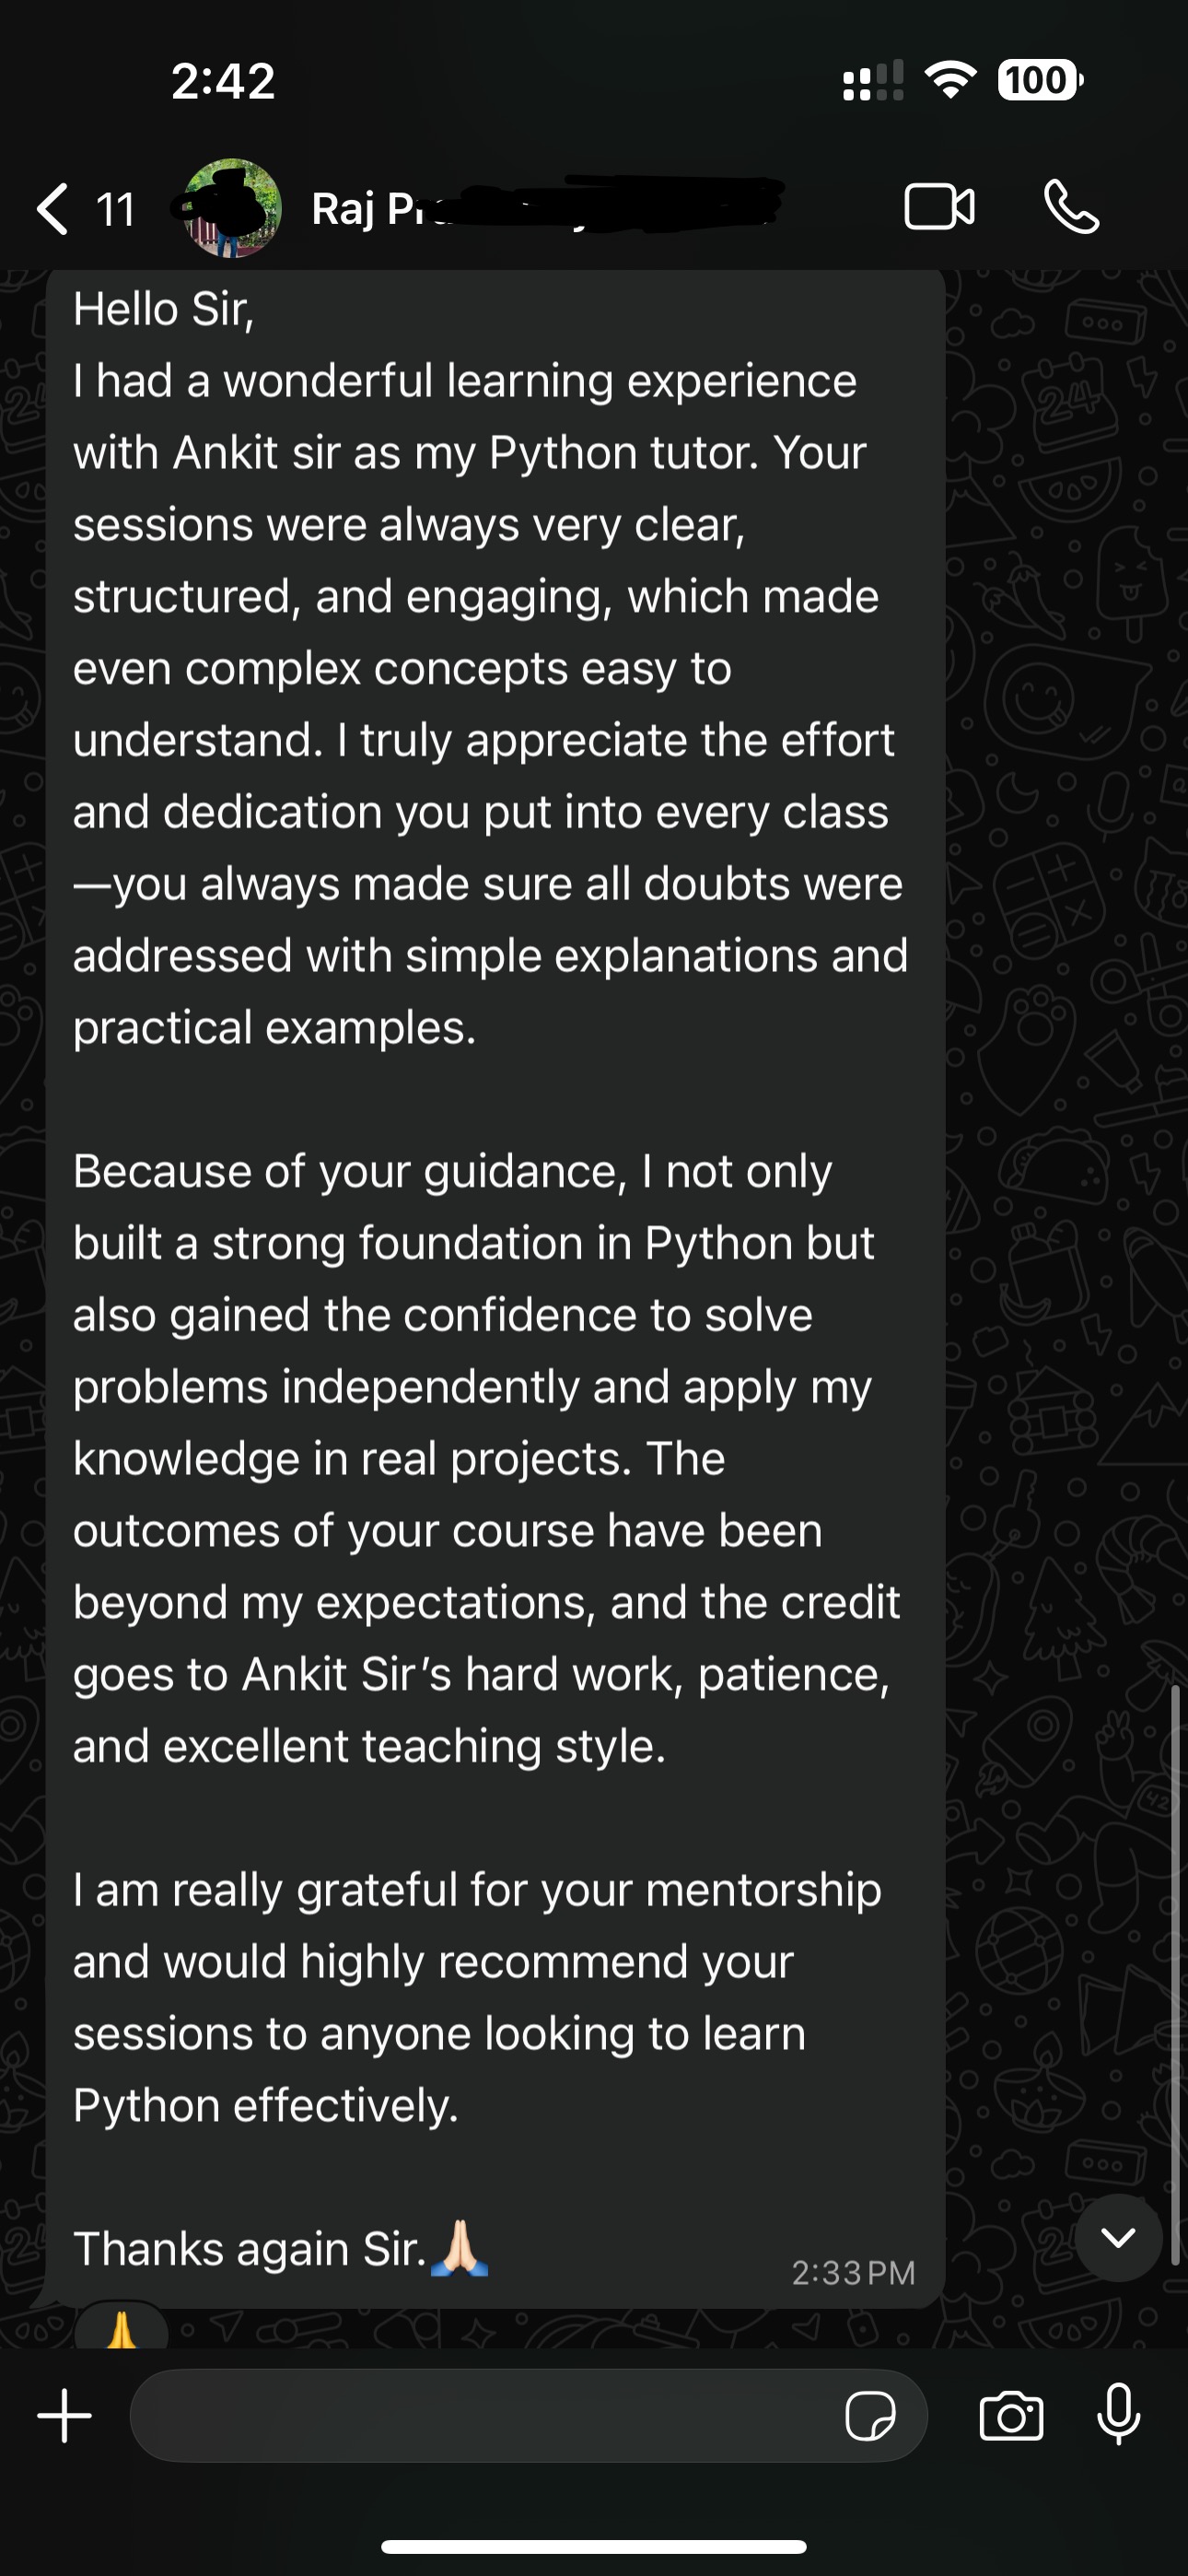 2:42
100
11
Raj
Hello Sir,
I had a wonderful learning experience
with Ankit sir as my Python tutor. Your
sessions were always very clear,
structured, and engaging, which made
even complex concepts easy to
understand. I truly appreciate the effort
and dedication you put into every class
—you always made sure all doubts were
addressed with simple explanations and
practical examples.
Because of your guidance, I not only
built a strong foundation in Python but
also gained the confidence to solve
problems independently and apply my
knowledge in real projects. The
outcomes of your course have been
beyond my expectations, and the credit
goes to Ankit Sir’s hard work, patience,
and excellent teaching style.
I am really grateful for your mentorship
and would highly recommend your
sessions to anyone looking to learn
Python effectively.
Thanks again Sir.🙏🏻
2:33 PM